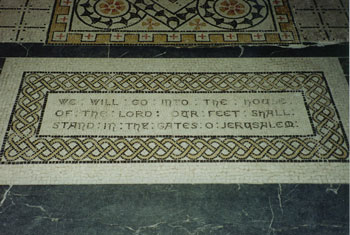 WE : WILL : GO : INTO : THE : HOUSE
OF : THE : LORD : OUR : FEET : SHALL :
STAND : IN : THE : GATES : O : JERUSALEM :